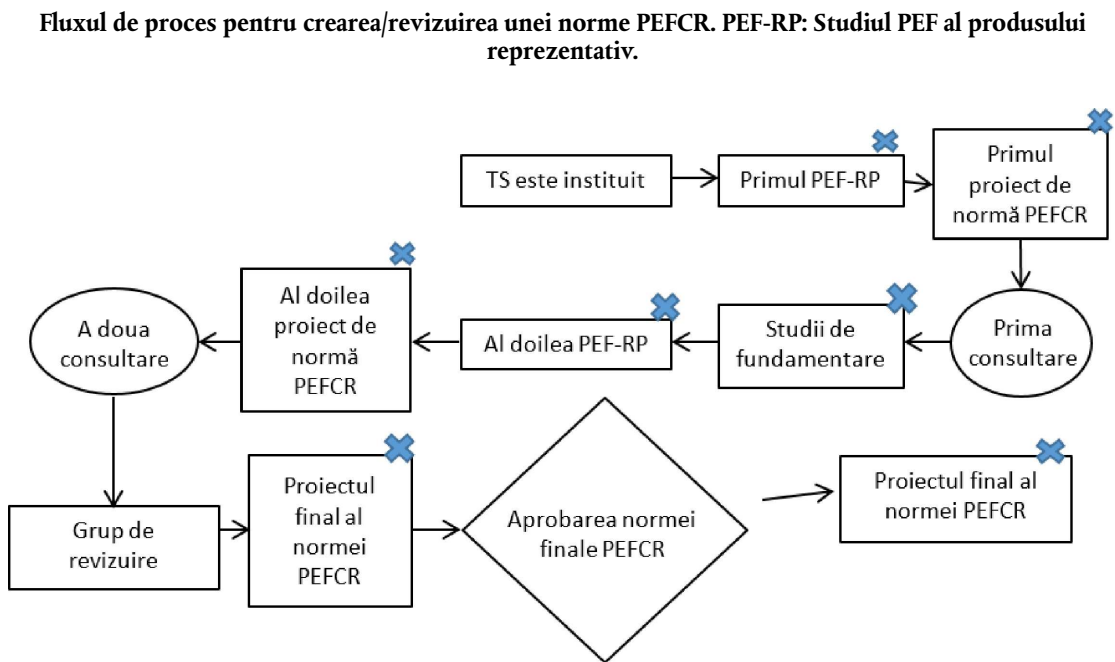 Fluxul de proces pentru crearea/revizuirea unei norme PEFCR. PEF-RP: Studiul PEF al produsului
reprezentativ.
TS este instituit
Primul PEF-RP
Primul
proiect de
normă PEFCR
Prima
consultare
Studii de
fundamentare
Al doilea PEF-RP
Al doilea
proiect de
normă
PEFCR
A doua
consultare
Grup de
revizuire
Proiectul
final al
normei
PEFCR
Aprobarea normei
finale PEFCR
Proiectul final al
normei PEFCR